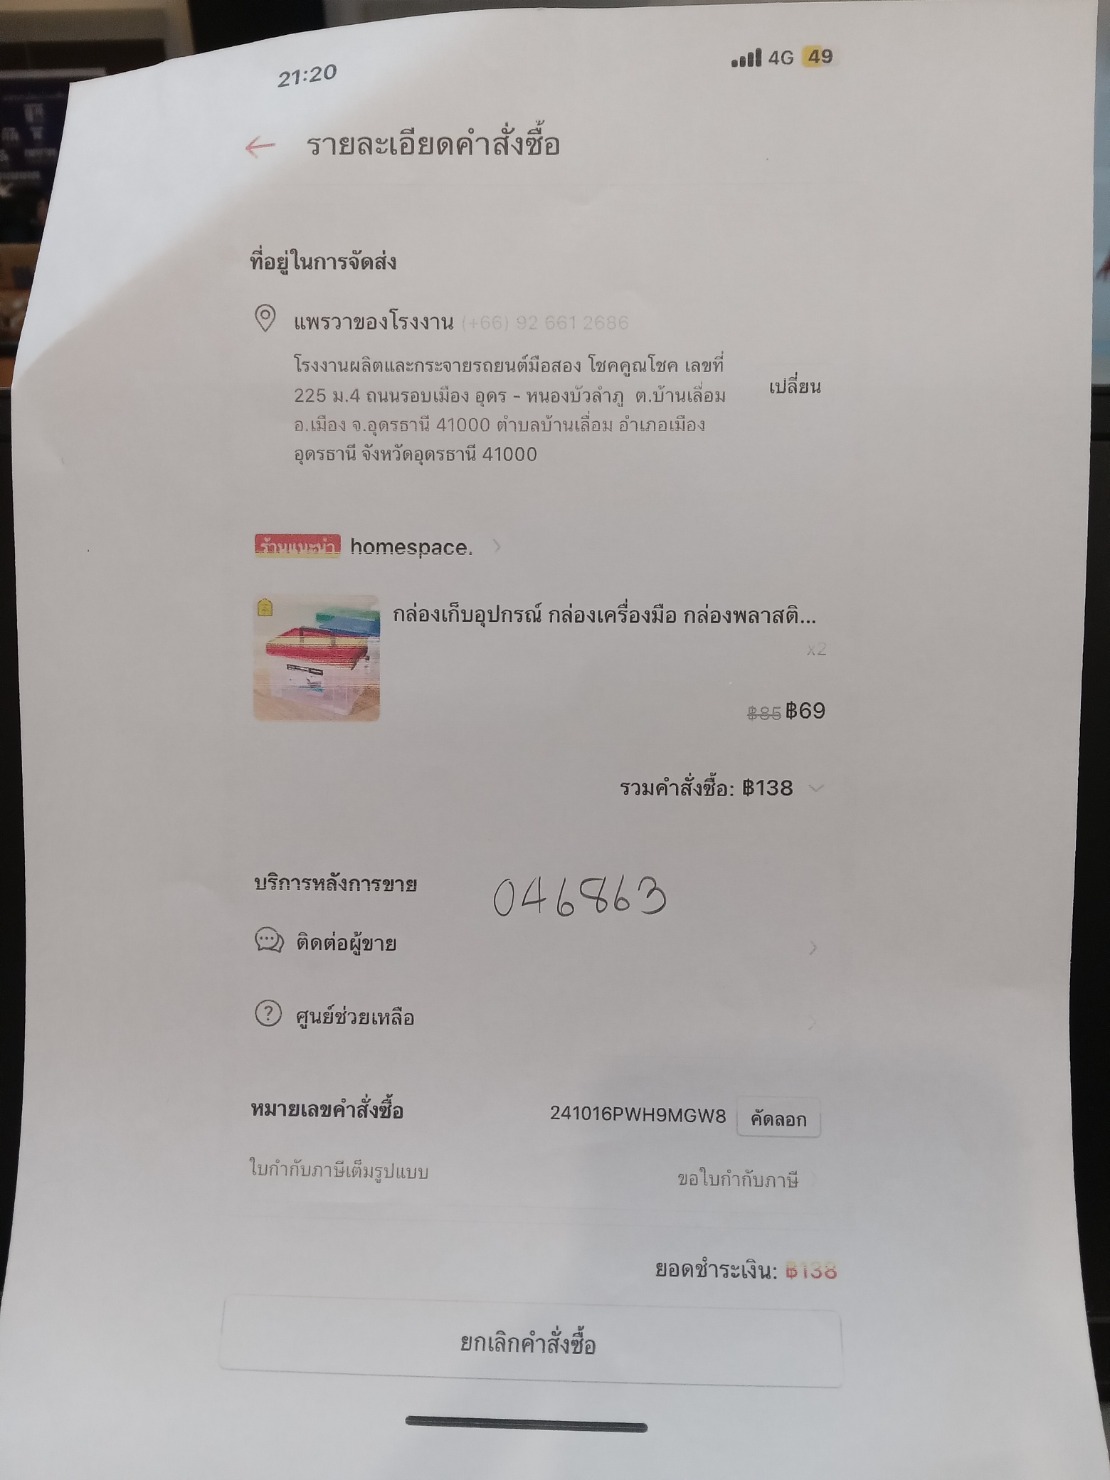 21:20
4G 49
รายละเอียดคำสั่งซื้อ
ที่อยู่ในการจัดส่ง
แพรวาของโรงงาน (+66) 92 661 2686
โรงงานผลิตและกระจายรถยนต์มือสอง โชคคูณโชค เลขที่
225 ม.4 ถนนรอบเมือง อุดร - หนองบัวลำภู ต.บ้านเลื่อม
อ.เมือง จ.อุดรธานี 41000 ตำบลบ้านเลื่อม อำเภอเมือง
อุดรธานี จังหวัดอุดรธานี 41000
เปลี่ยน
ร้านแนะนำ homespace.
กล่องเก็บอุปกรณ์ กล่องเครื่องมือ กล่องพลาสติ...
x2
฿85 ฿69
รวมคำสั่งซื้อ: ฿138
บริการหลังการขาย
046863
ติดต่อผู้ขาย
ศูนย์ช่วยเหลือ
หมายเลขคำสั่งซื้อ 241016PWH9MGW8 คัดลอก
ใบกำกับภาษีเต็มรูปแบบ ขอใบกำกับภาษี
ยอดชำระเงิน: ฿138
ยกเลิกคำสั่งซื้อ